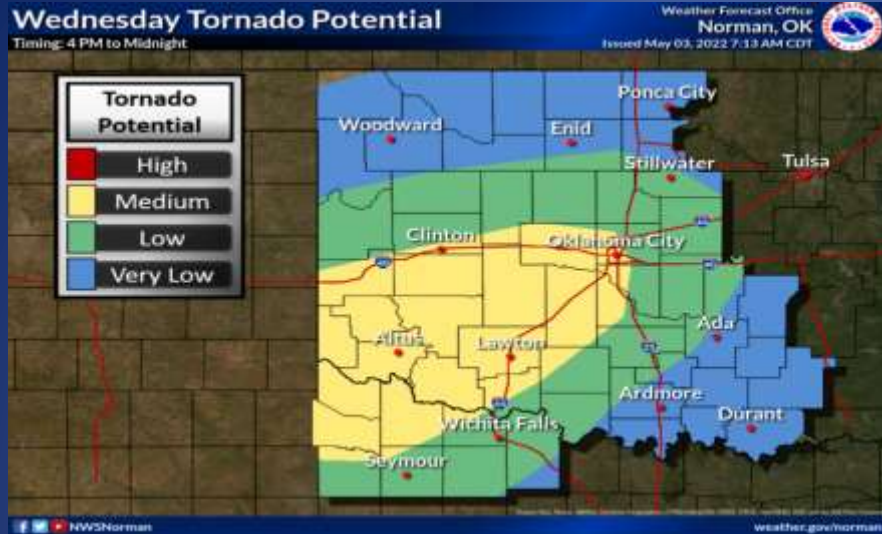 Wednesday Tornado Potential
Timing: 4 PM to Midnight
Weather Forecast Office
Norman, OK
Issued May 03, 2022 7:13 AM CDT
Tornado
Potential
High
Medium
Low
Very Low
Ponca City
Woodward
Enid
Stillwater
Tulsa
Clinton
Oklahoma City
Ada
Altus
Lawton
Ardmore
Durant
Wichita Falls
Seymour
NWSNorman
weather.gov/norman